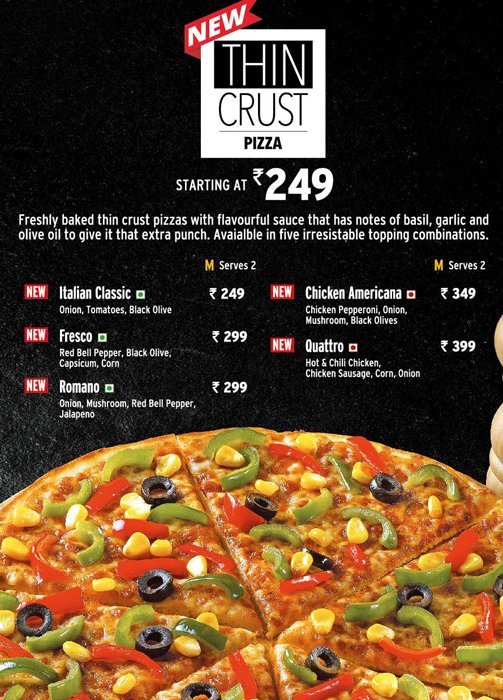 NEW
THIN
CRUST
PIZZA
STARTING AT ₹249
Freshly baked thin crust pizzas with flavourful sauce that has notes of basil, garlic and
olive oil to give it that extra punch. Avaialble in five irresistable topping combinations.
M Serves 2
NEW Italian Classic ₹ 249
Onion, Tomatoes, Black Olive
NEW Fresco ₹ 299
Red Bell Pepper, Black Olive,
Capsicum, Corn
NEW Romano ₹ 299
Onion, Mushroom, Red Bell Pepper,
Jalapeno
M Serves 2
NEW Chicken Americana ₹ 349
Chicken Pepperoni, Onion,
Mushroom, Black Olives
NEW Quattro ₹ 399
Hot & Chili Chicken,
Chicken Sausage, Corn, Onion